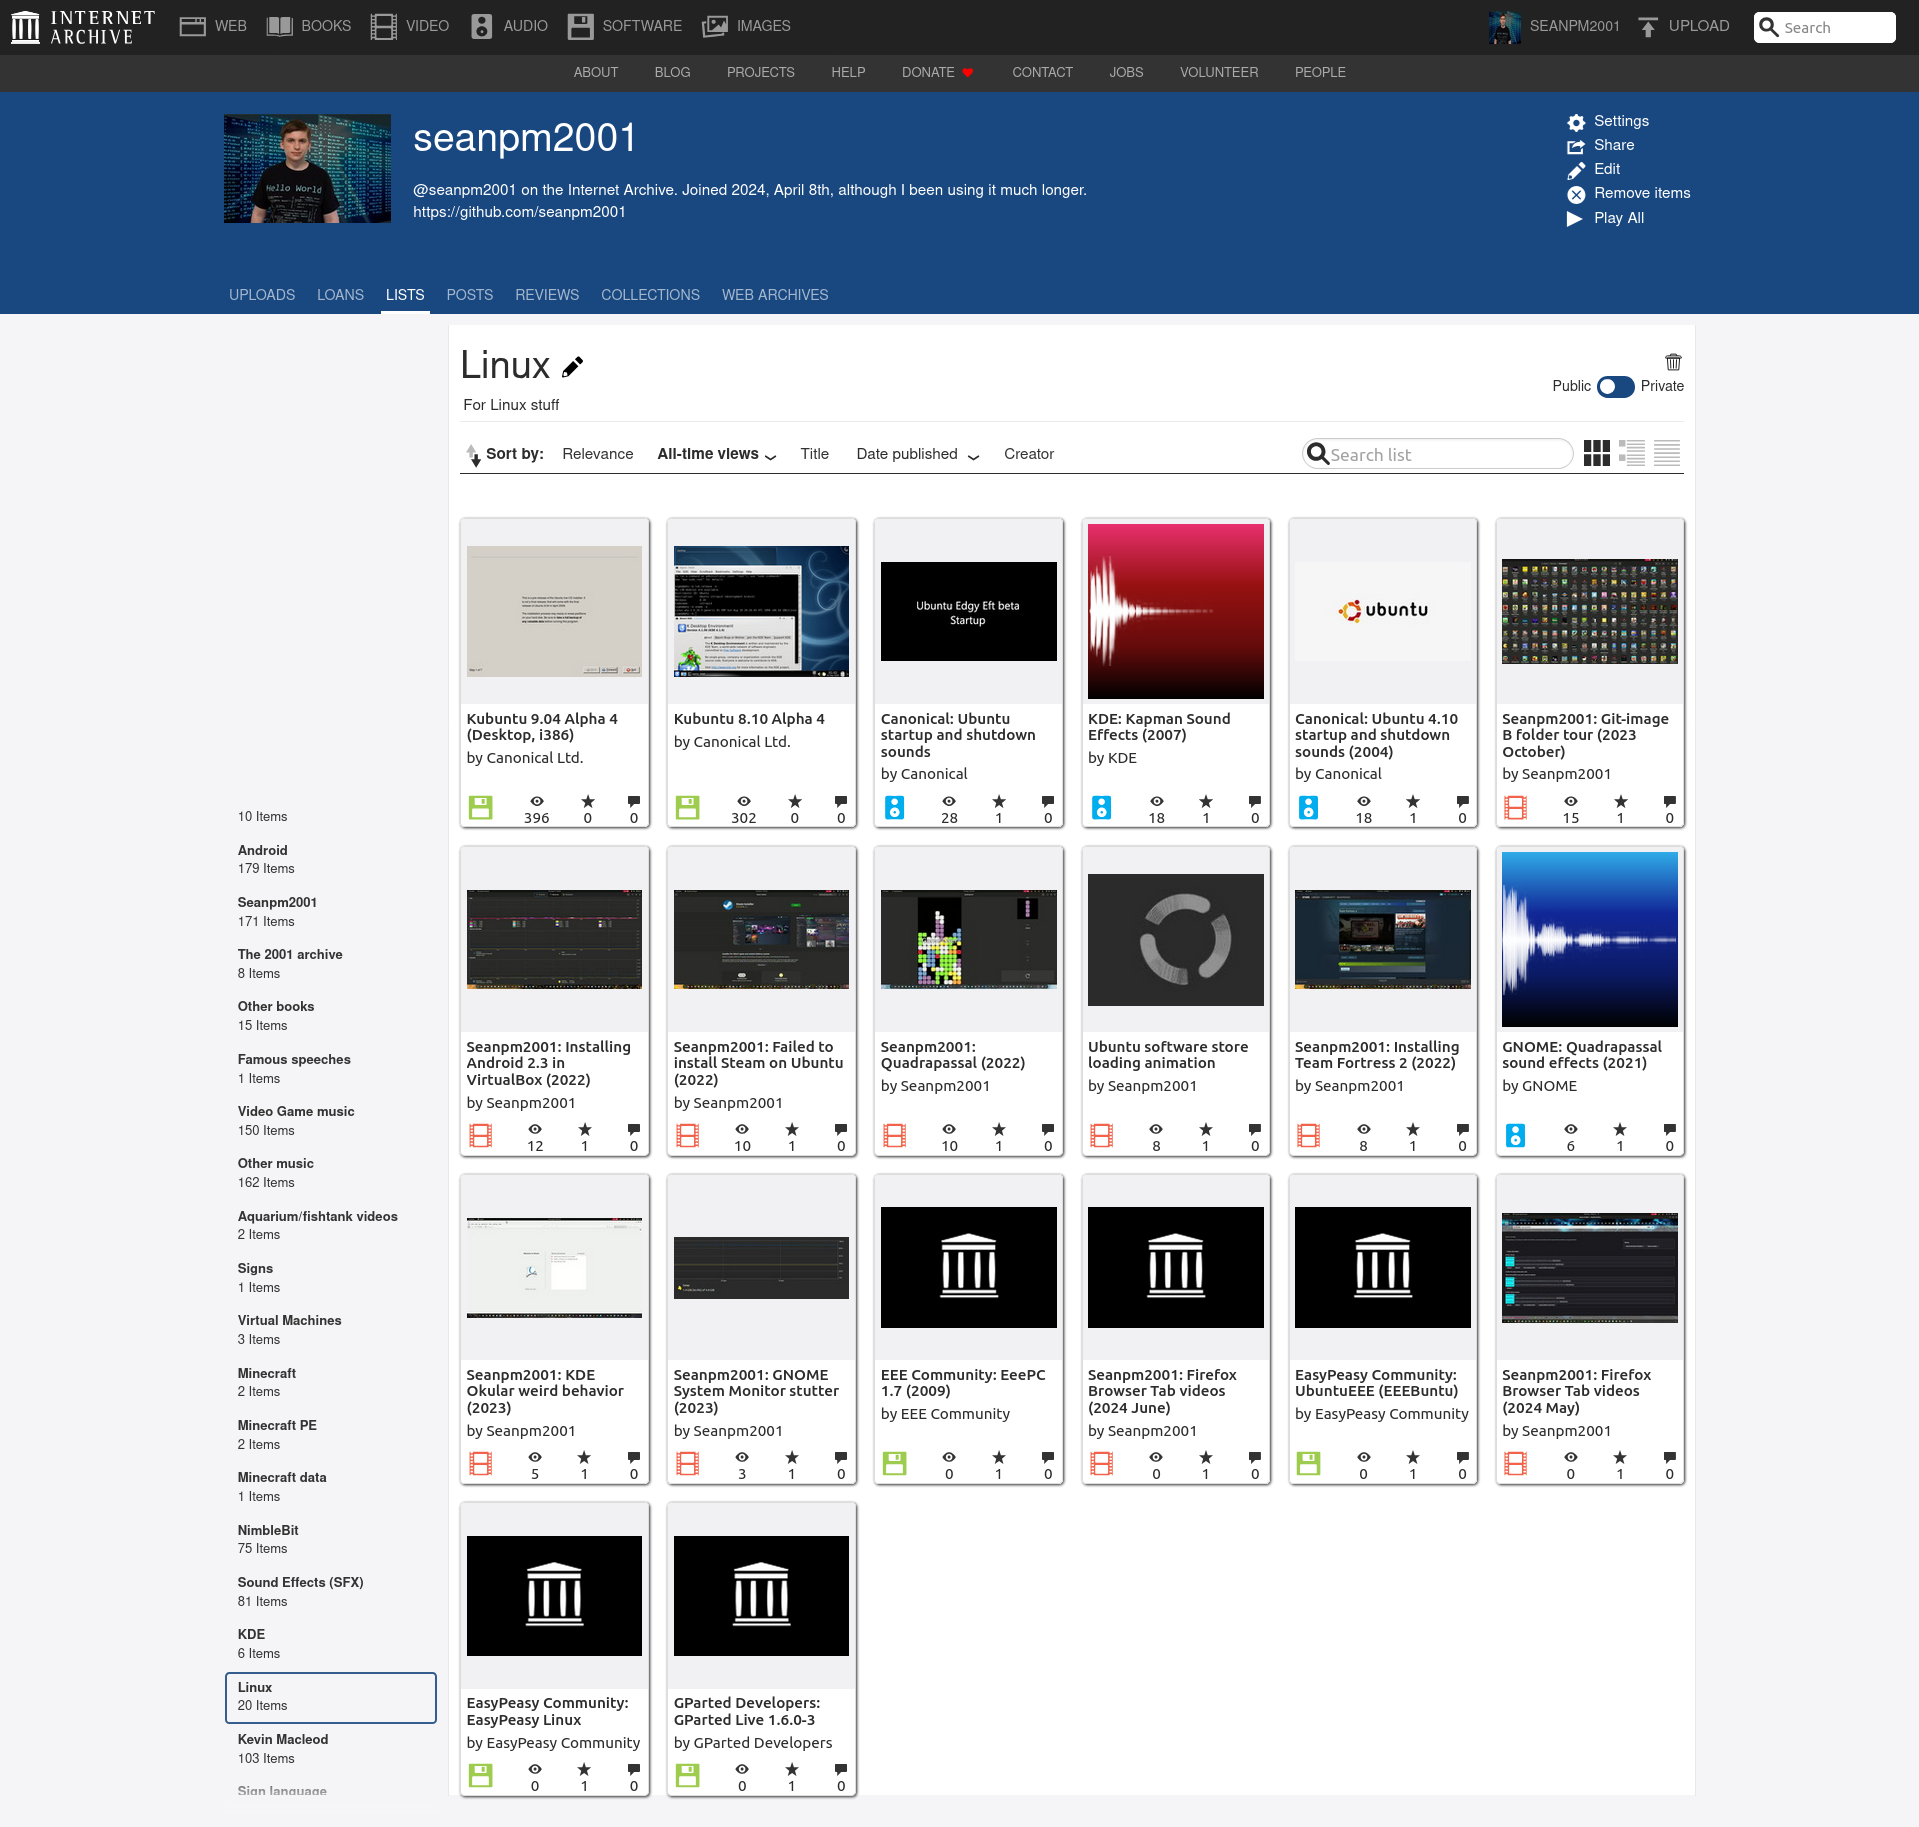 INTERNET
ARCHIVE
WEB BOOKS VIDEO AUDIO SOFTWARE IMAGES
SEANPM2001 UPLOAD Search
ABOUT BLOG PROJECTS HELP DONATE CONTACT JOBS VOLUNTEER PEOPLE
Hello World
seanpm2001
@seanpm2001 on the Internet Archive. Joined 2024, April 8th, although I been using it much longer.
https://github.com/seanpm2001
Settings
Share
Edit
Remove items
Play All
UPLOADS LOANS LISTS POSTS REVIEWS COLLECTIONS WEB ARCHIVES
10 Items
Android
179 Items
Seanpm2001
171 Items
The 2001 archive
8 Items
Other books
15 Items
Famous speeches
1 Items
Video Game music
150 Items
Other music
162 Items
Aquarium/fishtank videos
2 Items
Signs
1 Items
Virtual Machines
3 Items
Minecraft
2 Items
Minecraft PE
2 Items
Minecraft data
1 Items
NimbleBit
75 Items
Sound Effects (SFX)
81 Items
KDE
6 Items
Linux
20 Items
Kevin Macleod
103 Items
Sign language
Linux
For Linux stuff
Public Private
Sort by: Relevance All-time views Title Date published Creator
Search list
Kubuntu 9.04 Alpha 4
(Desktop, i386)
by Canonical Ltd.
396 0 0
K Desktop Environment
Kubuntu 8.10 Alpha 4
by Canonical Ltd.
302 0 0
Ubuntu Edgy Eft beta
Startup
Canonical: Ubuntu
startup and shutdown
sounds
by Canonical
28 1 0
KDE: Kapman Sound
Effects (2007)
by KDE
18 1 0
ubuntu
Canonical: Ubuntu 4.10
startup and shutdown
sounds (2004)
by Canonical
18 1 0
Seanpm2001: Git-image
B folder tour (2023
October)
by Seanpm2001
15 1 0
Seanpm2001: Installing
Android 2.3 in
VirtualBox (2022)
by Seanpm2001
12 1 0
Seanpm2001: Failed to
install Steam on Ubuntu
(2022)
by Seanpm2001
10 1 0
Seanpm2001:
Quadrapassal (2022)
by Seanpm2001
10 1 0
Ubuntu software store
loading animation
by Seanpm2001
8 1 0
Seanpm2001: Installing
Team Fortress 2 (2022)
by Seanpm2001
8 1 0
GNOME: Quadrapassal
sound effects (2021)
by GNOME
6 1 0
Seanpm2001: KDE
Okular weird behavior
(2023)
by Seanpm2001
5 1 0
Seanpm2001: GNOME
System Monitor stutter
(2023)
by Seanpm2001
3 1 0
EEE Community: EeePC
1.7 (2009)
by EEE Community
0 1 0
Seanpm2001: Firefox
Browser Tab videos
(2024 June)
by Seanpm2001
0 1 0
EasyPeasy Community:
UbuntuEEE (EEEBuntu)
by EasyPeasy Community
0 1 0
Seanpm2001: Firefox
Browser Tab videos
(2024 May)
by Seanpm2001
0 1 0
EasyPeasy Community:
EasyPeasy Linux
by EasyPeasy Community
0 1 0
GParted Developers:
GParted Live 1.6.0-3
by GParted Developers
0 1 0